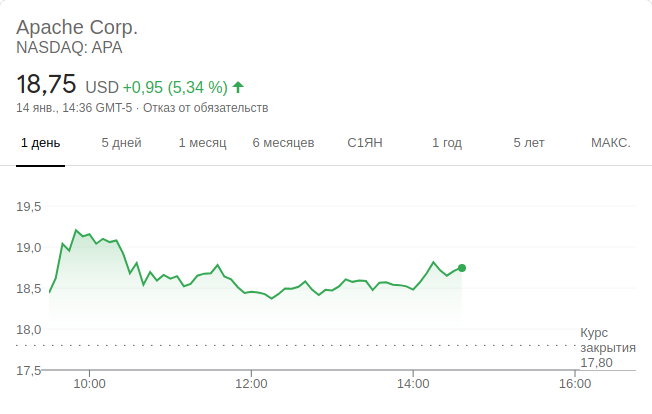 Apache Corp.
NASDAQ: APA
18,75 USD +0,95 (5,34 %)
14 янв., 14:36 GMT-5 · Отказ от обязательств
1 день 5 дней 1 месяц 6 месяцев С1ЯН 1 год 5 лет МАКС.
19,5
19,0
18,5
18,0
Курс
закрытия
17,80
17,5
10:00 12:00 14:00 16:00